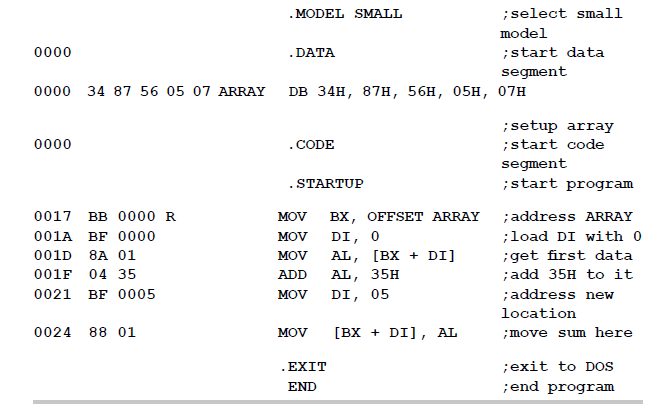 .MODEL SMALL ;select small
model
0000 .DATA ;start data
segment
0000 34 87 56 05 07 ARRAY DB 34H, 87H, 56H, 05H, 07H
;setup array
0000 .CODE ;start code
segment
.STARTUP ;start program
0017 BB 0000 R MOV BX, OFFSET ARRAY ;address ARRAY
001A BF 0000 MOV DI, 0 ;load DI with 0
001D 8A 01 MOV AL, [BX + DI] ;get first data
001F 04 35 ADD AL, 35H ;add 35H to it
0021 BF 0005 MOV DI, 05 ;address new
location
0024 88 01 MOV [BX + DI], AL ;move sum here
.EXIT ;exit to DOS
END ;end program